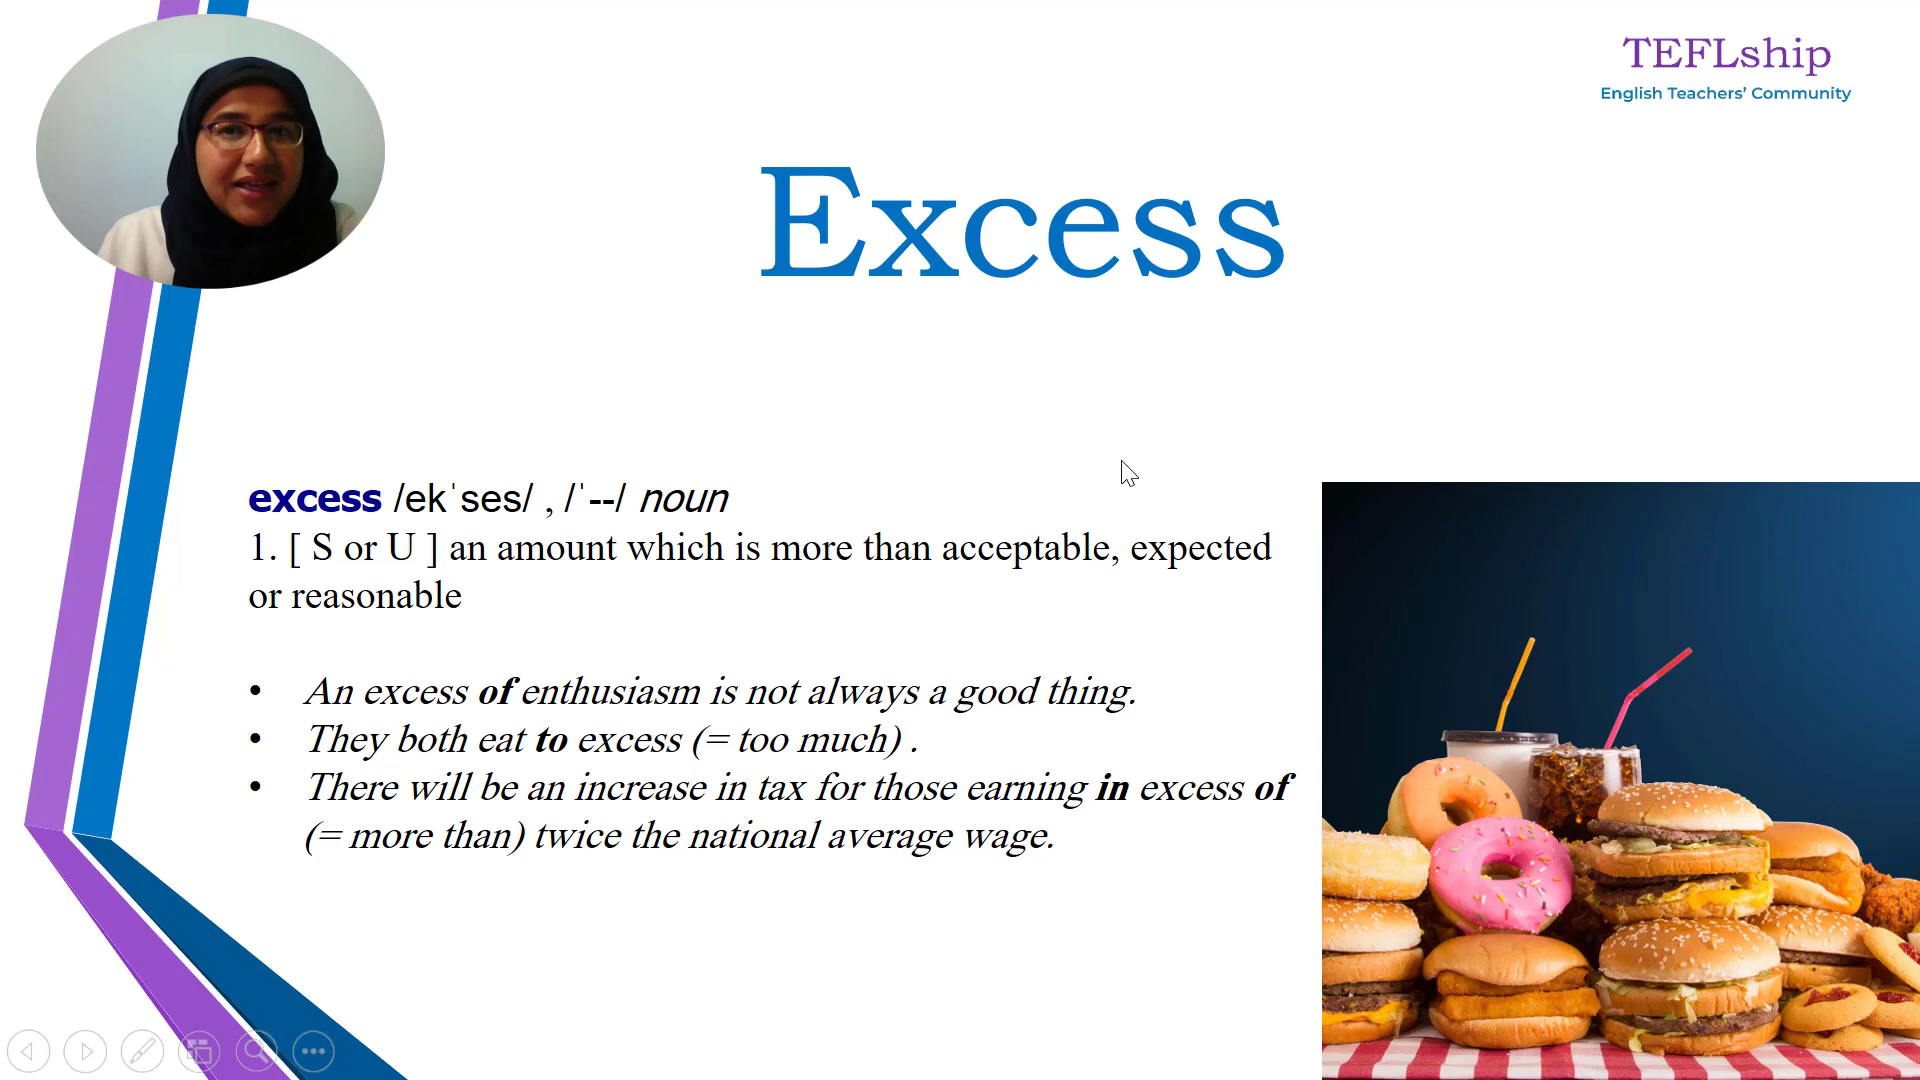 TEFLship
English Teachers’ Community
Excess
excess /ekˈses/ , /ˈ--/ noun
1. [ S or U ] an amount which is more than acceptable, expected
or reasonable
• An excess of enthusiasm is not always a good thing.
• They both eat to excess (= too much) .
• There will be an increase in tax for those earning in excess of
(= more than) twice the national average wage.